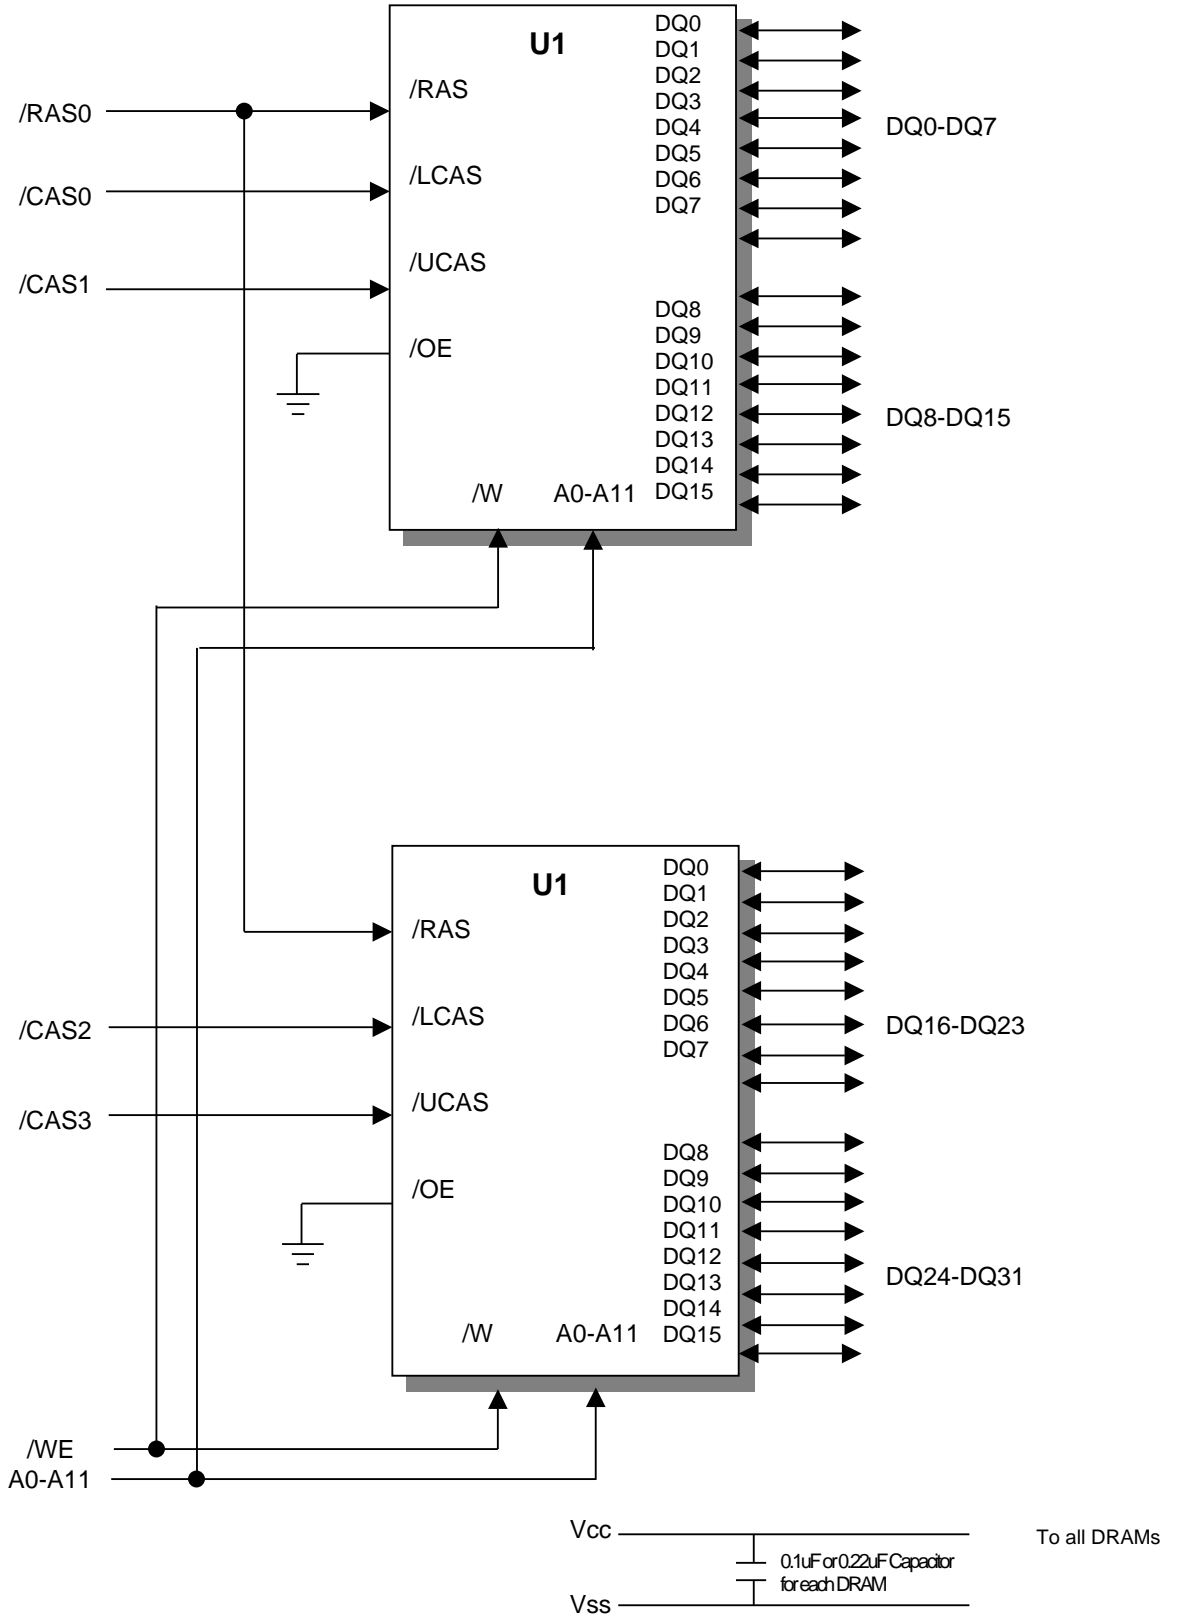 U1
DQ0
DQ1
DQ2
DQ3
DQ4
DQ5
DQ6
DQ7
DQ0-DQ7
/RAS0
/RAS
/CAS0
/LCAS
/CAS1
/UCAS
/OE
DQ8
DQ9
DQ10
DQ11
DQ12
DQ13
DQ14
DQ15
DQ8-DQ15
/W
A0-A11
U1
DQ0
DQ1
DQ2
DQ3
DQ4
DQ5
DQ6
DQ7
DQ16-DQ23
/RAS
/CAS2
/LCAS
/CAS3
/UCAS
/OE
DQ8
DQ9
DQ10
DQ11
DQ12
DQ13
DQ14
DQ15
DQ24-DQ31
/W
A0-A11
/WE
A0-A11
Vcc
To all DRAMs
0.1uF or 0.22uF Capacitor
for each DRAM
Vss